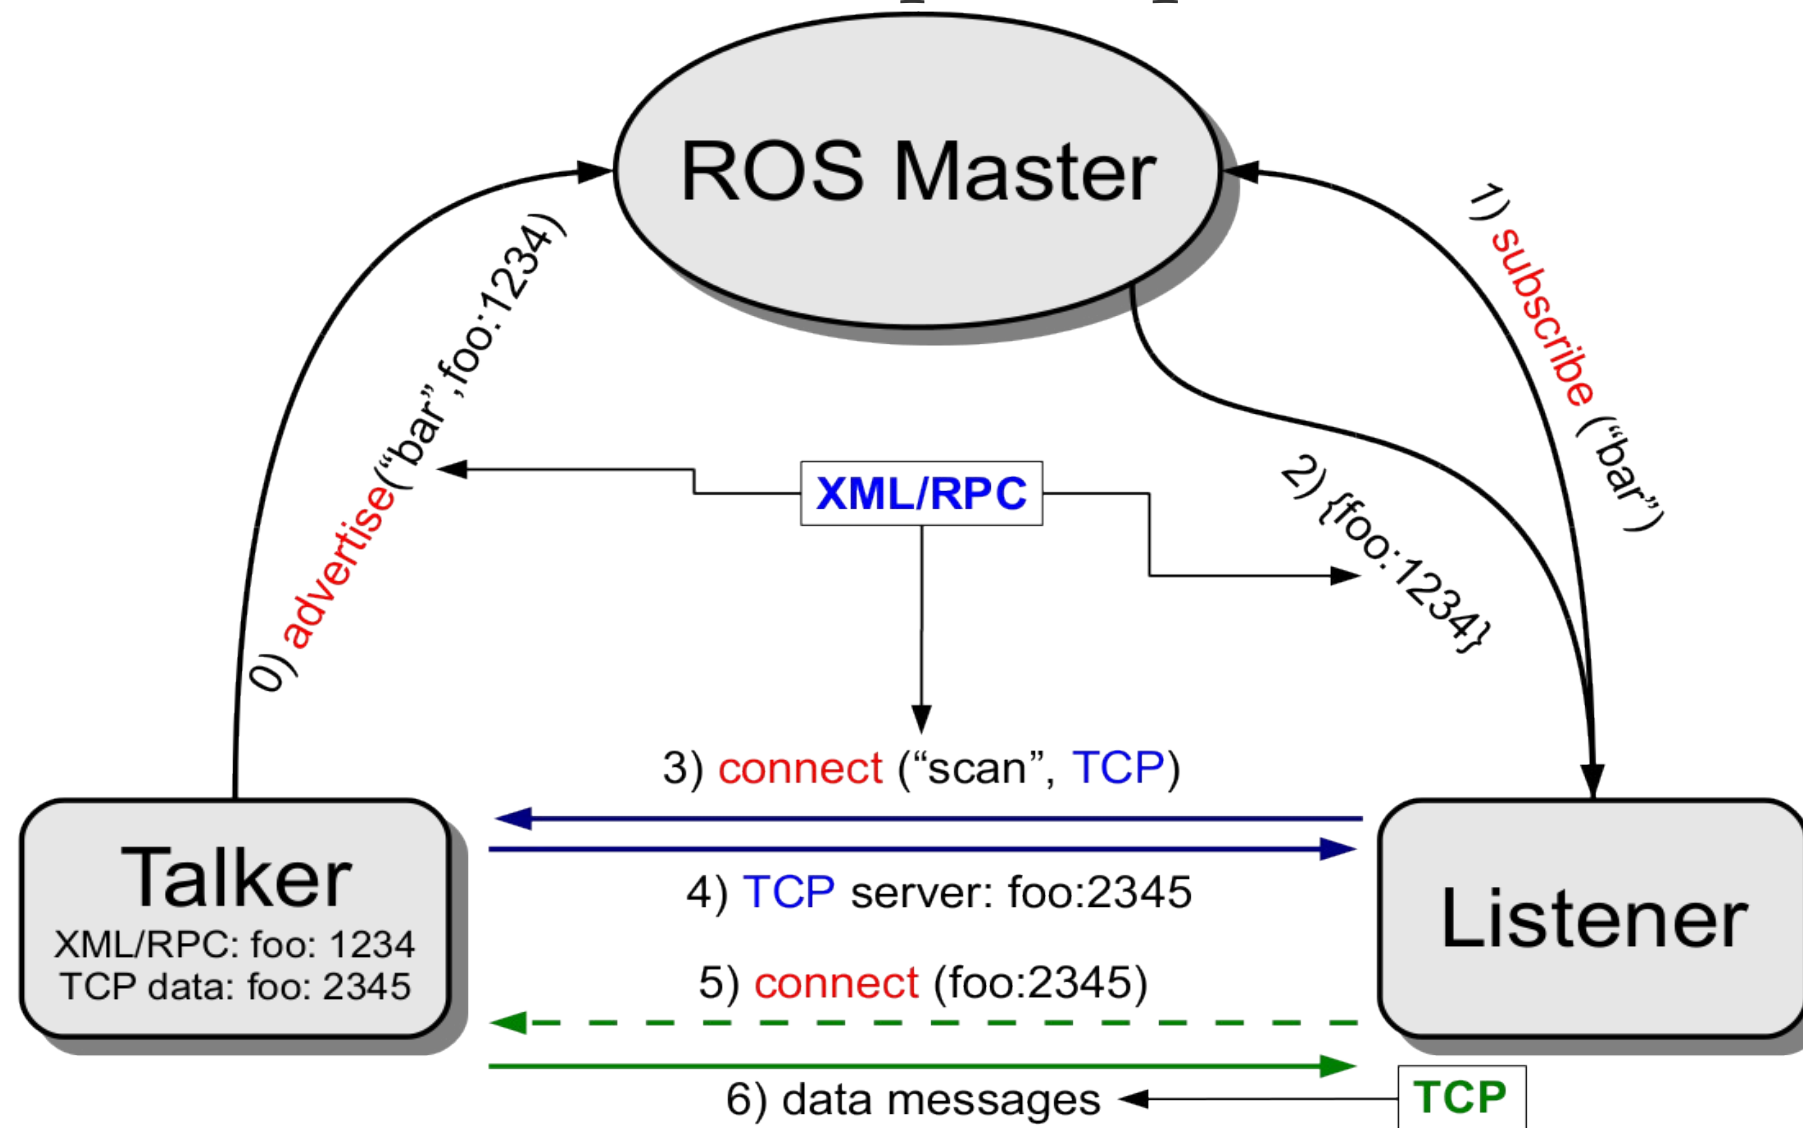 ROS Master
0) advertise(“bar”,foo:1234)
1) subscribe (“bar”)
XML/RPC
2) {foo:1234}
3) connect (“scan”, TCP)
Talker
XML/RPC: foo: 1234
TCP data: foo: 2345
4) TCP server: foo:2345
Listener
5) connect (foo:2345)
6) data messages
TCP